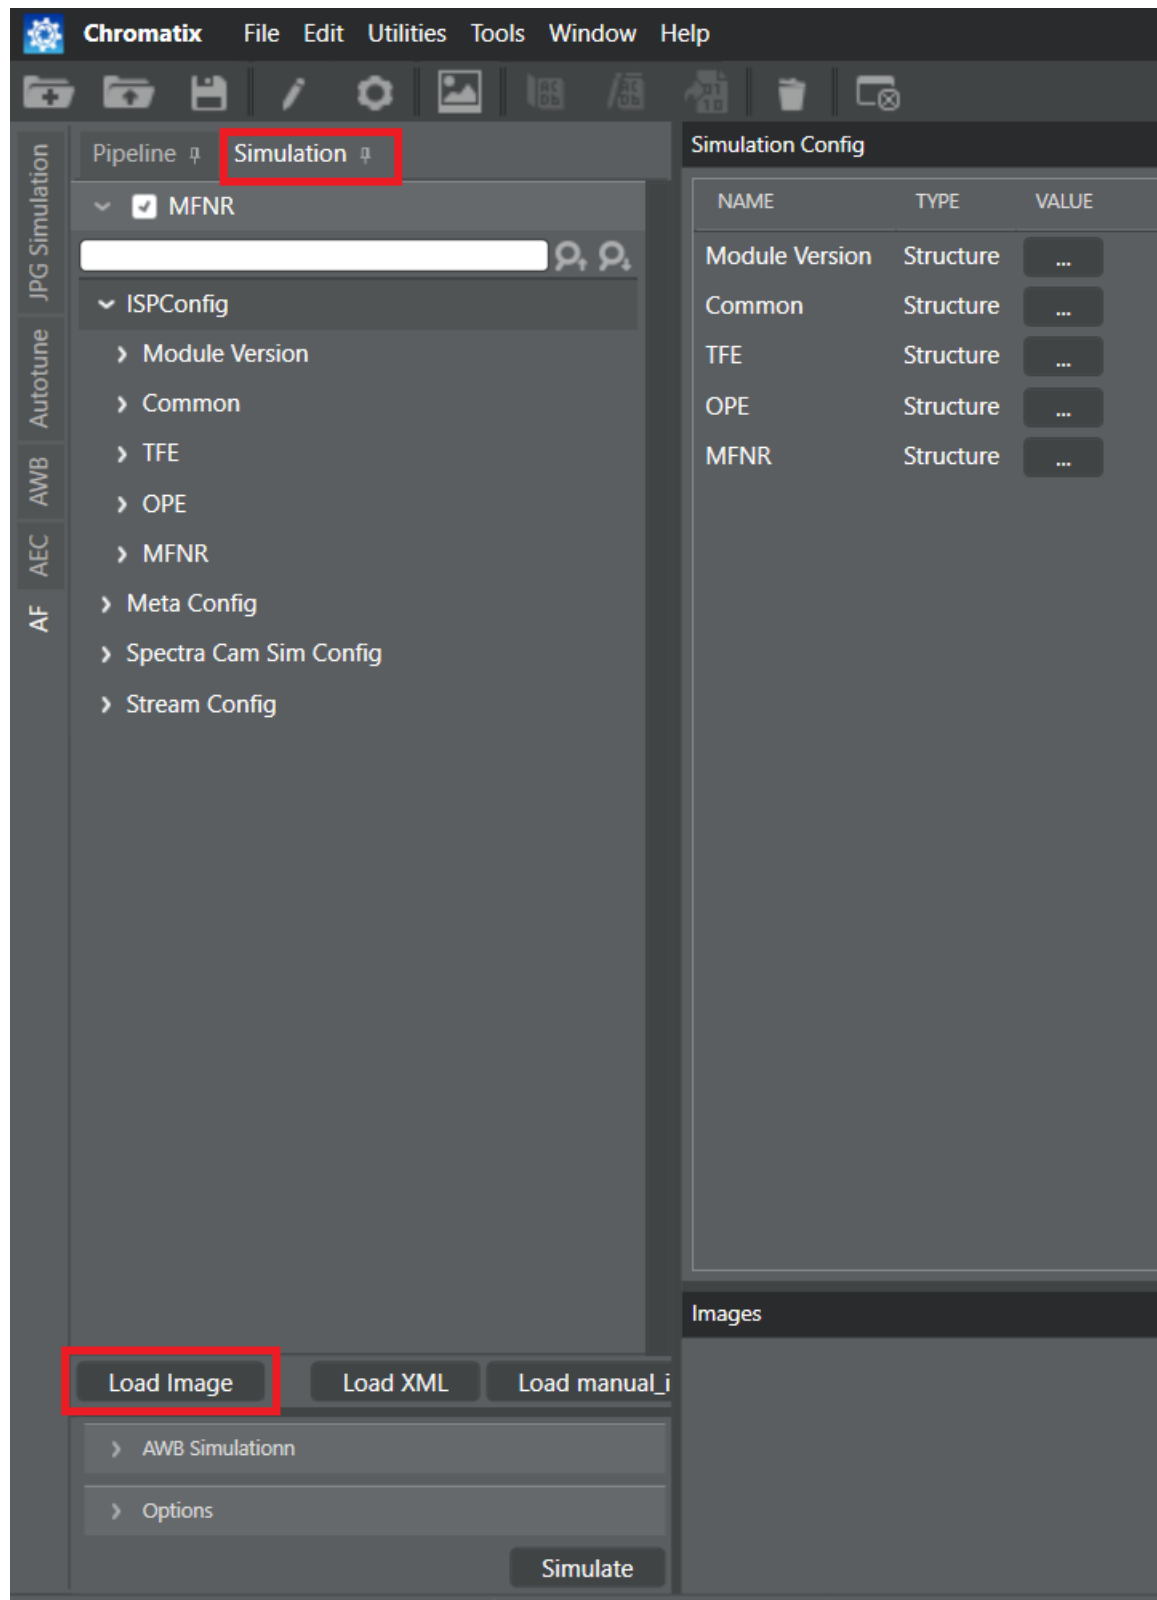 Chromatix File Edit Utilities Tools Window Help
JPG Simulation
Autotune
AWB
AEC
AF
Pipeline Simulation
MFNR
ISPConfig
Module Version
Common
TFE
OPE
MFNR
Meta Config
Spectra Cam Sim Config
Stream Config
Load Image Load XML Load manual_i
AWB Simulationn
Options
Simulate
Simulation Config
NAME TYPE VALUE
Module Version Structure ...
Common Structure ...
TFE Structure ...
OPE Structure ...
MFNR Structure ...
Images